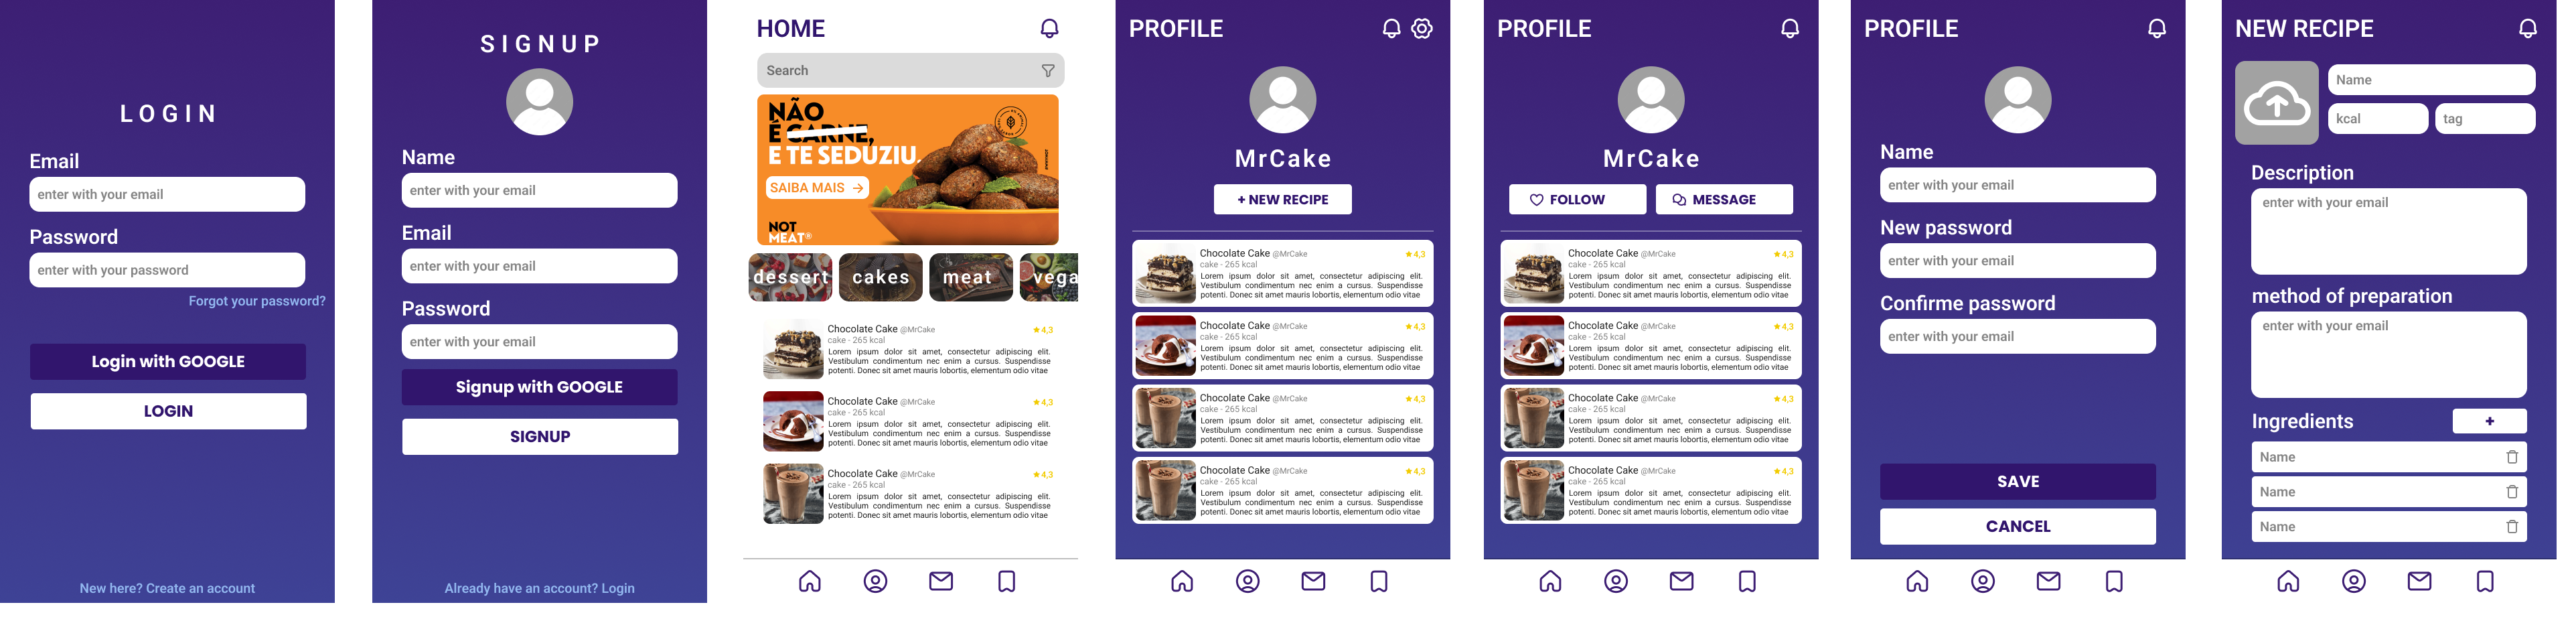 LOGIN
Email
enter with your email
Password
enter with your password
Forgot your password?
Login with GOOGLE
LOGIN
New here? Create an account
SIGNUP
Name
enter with your email
Email
enter with your email
Password
enter with your email
Signup with GOOGLE
SIGNUP
Already have an account? Login
HOME
Search
NÃO
É CARNE,
E TE SEDUZIU.
SAIBA MAIS
NOT
MEAT®
dessert
cakes
meat
vega
Chocolate Cake @MrCake 4,3
cake - 265 kcal
Lorem ipsum dolor sit amet, consectetur adipiscing elit.
Vestibulum condimentum nec enim a cursus. Suspendisse
potenti. Donec sit amet mauris lobortis, elementum odio vitae
Chocolate Cake @MrCake 4,3
cake - 265 kcal
Lorem ipsum dolor sit amet, consectetur adipiscing elit.
Vestibulum condimentum nec enim a cursus. Suspendisse
potenti. Donec sit amet mauris lobortis, elementum odio vitae
Chocolate Cake @MrCake 4,3
cake - 265 kcal
Lorem ipsum dolor sit amet, consectetur adipiscing elit.
Vestibulum condimentum nec enim a cursus. Suspendisse
potenti. Donec sit amet mauris lobortis, elementum odio vitae
PROFILE
MrCake
+ NEW RECIPE
Chocolate Cake @MrCake 4,3
cake - 265 kcal
Lorem ipsum dolor sit amet, consectetur adipiscing elit.
Vestibulum condimentum nec enim a cursus. Suspendisse
potenti. Donec sit amet mauris lobortis, elementum odio vitae
Chocolate Cake @MrCake 4,3
cake - 265 kcal
Lorem ipsum dolor sit amet, consectetur adipiscing elit.
Vestibulum condimentum nec enim a cursus. Suspendisse
potenti. Donec sit amet mauris lobortis, elementum odio vitae
Chocolate Cake @MrCake 4,3
cake - 265 kcal
Lorem ipsum dolor sit amet, consectetur adipiscing elit.
Vestibulum condimentum nec enim a cursus. Suspendisse
potenti. Donec sit amet mauris lobortis, elementum odio vitae
Chocolate Cake @MrCake 4,3
cake - 265 kcal
Lorem ipsum dolor sit amet, consectetur adipiscing elit.
Vestibulum condimentum nec enim a cursus. Suspendisse
potenti. Donec sit amet mauris lobortis, elementum odio vitae
PROFILE
MrCake
FOLLOW
MESSAGE
Chocolate Cake @MrCake 4,3
cake - 265 kcal
Lorem ipsum dolor sit amet, consectetur adipiscing elit.
Vestibulum condimentum nec enim a cursus. Suspendisse
potenti. Donec sit amet mauris lobortis, elementum odio vitae
Chocolate Cake @MrCake 4,3
cake - 265 kcal
Lorem ipsum dolor sit amet, consectetur adipiscing elit.
Vestibulum condimentum nec enim a cursus. Suspendisse
potenti. Donec sit amet mauris lobortis, elementum odio vitae
Chocolate Cake @MrCake 4,3
cake - 265 kcal
Lorem ipsum dolor sit amet, consectetur adipiscing elit.
Vestibulum condimentum nec enim a cursus. Suspendisse
potenti. Donec sit amet mauris lobortis, elementum odio vitae
Chocolate Cake @MrCake 4,3
cake - 265 kcal
Lorem ipsum dolor sit amet, consectetur adipiscing elit.
Vestibulum condimentum nec enim a cursus. Suspendisse
potenti. Donec sit amet mauris lobortis, elementum odio vitae
PROFILE
Name
enter with your email
New password
enter with your email
Confirme password
enter with your email
SAVE
CANCEL
NEW RECIPE
Name
kcal
tag
Description
enter with your email
method of preparation
enter with your email
Ingredients +
Name
Name
Name